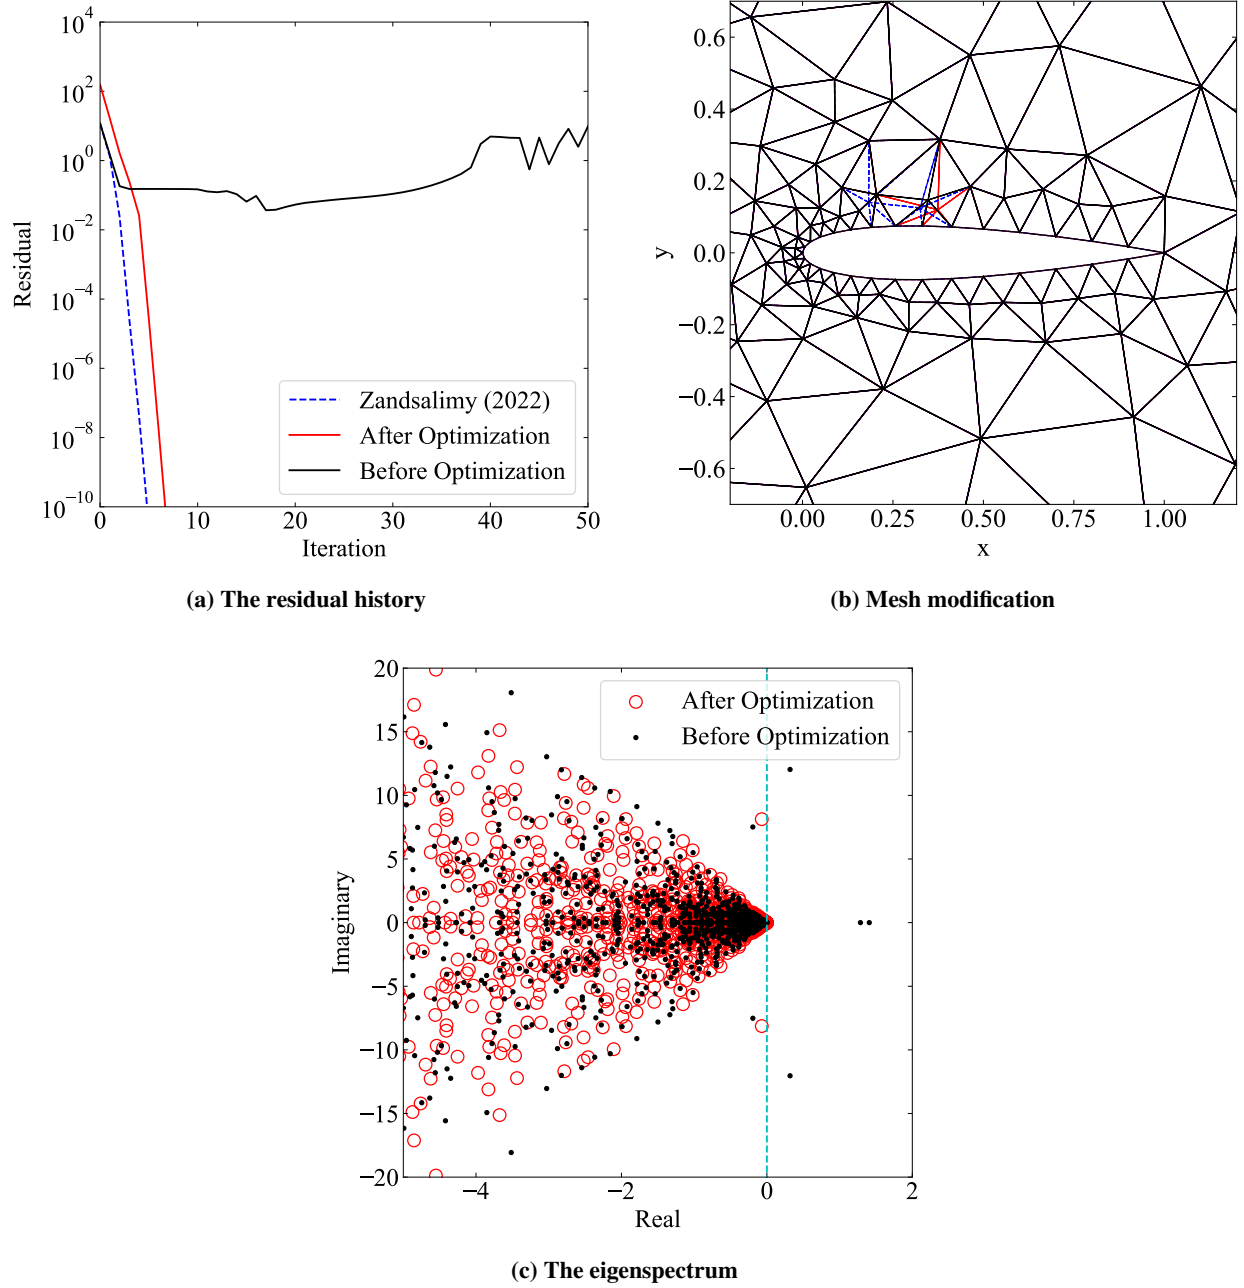 10^4
10^2
10^0
10^−2
10^−4
10^−6
10^−8
10^−10
Residual
0 10 20 30 40 50
Iteration
Zandsalimy (2022)
After Optimization
Before Optimization
(a) The residual history
0.6
0.4
0.2
0.0
−0.2
−0.4
−0.6
y
0.00 0.25 0.50 0.75 1.00
x
(b) Mesh modification
20
15
10
5
0
−5
−10
−15
−20
Imaginary
−4 −2 0 2
Real
After Optimization
Before Optimization
(c) The eigenspectrum